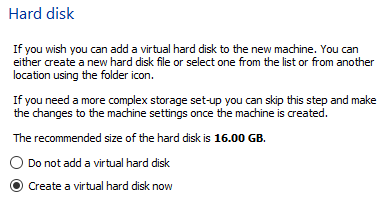 Hard disk
If you wish you can add a virtual hard disk to the new machine. You can
either create a new hard disk file or select one from the list or from another
location using the folder icon.
If you need a more complex storage set-up you can skip this step and make
the changes to the machine settings once the machine is created.
The recommended size of the hard disk is 16.00 GB.
Do not add a virtual hard disk
Create a virtual hard disk now